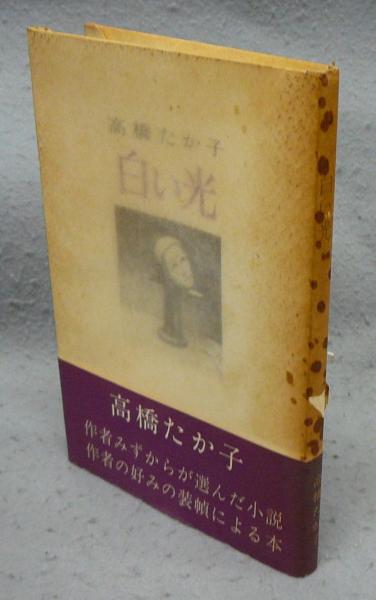 高橋たか子
白い光
高橋たか子
作者みずからが選んだ小説
作者の好みの装幀による本